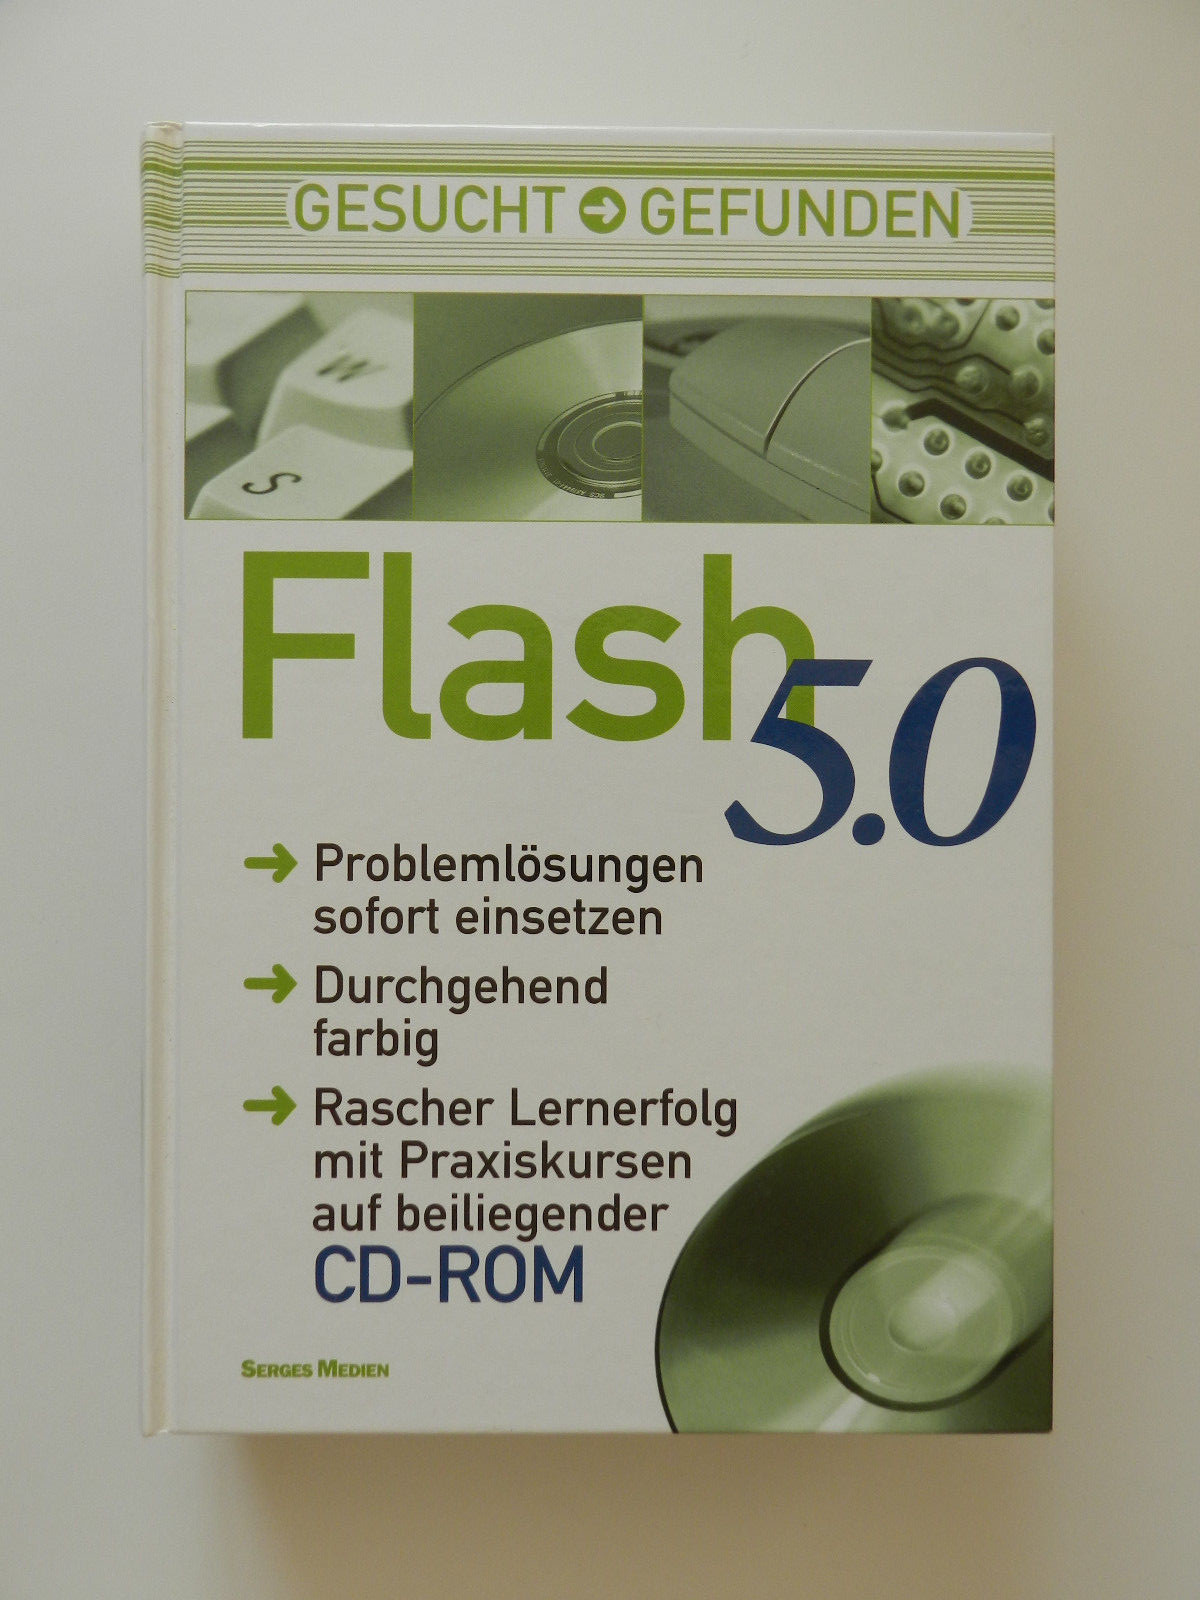 GESUCHT ➔ GEFUNDEN
W
S
Flash
5.0
➔ Problemlösungen
sofort einsetzen
➔ Durchgehend
farbig
➔ Rascher Lernerfolg
mit Praxiskursen
auf beiliegender
CD-ROM
SERGES MEDIEN